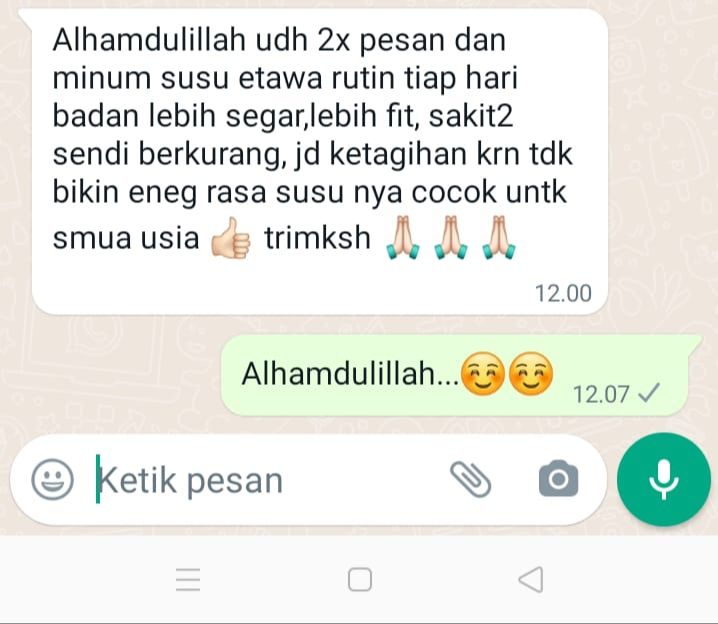 Alhamdulillah udh 2x pesan dan
minum susu etawa rutin tiap hari
badan lebih segar,lebih fit, sakit2
sendi berkurang, jd ketagihan krn tdk
bikin eneg rasa susu nya cocok untk
smua usia 👍🏻 trimksh 🙏🏻 🙏🏻 🙏🏻
12.00
Alhamdulillah...☺️☺️ 12.07
Ketik pesan